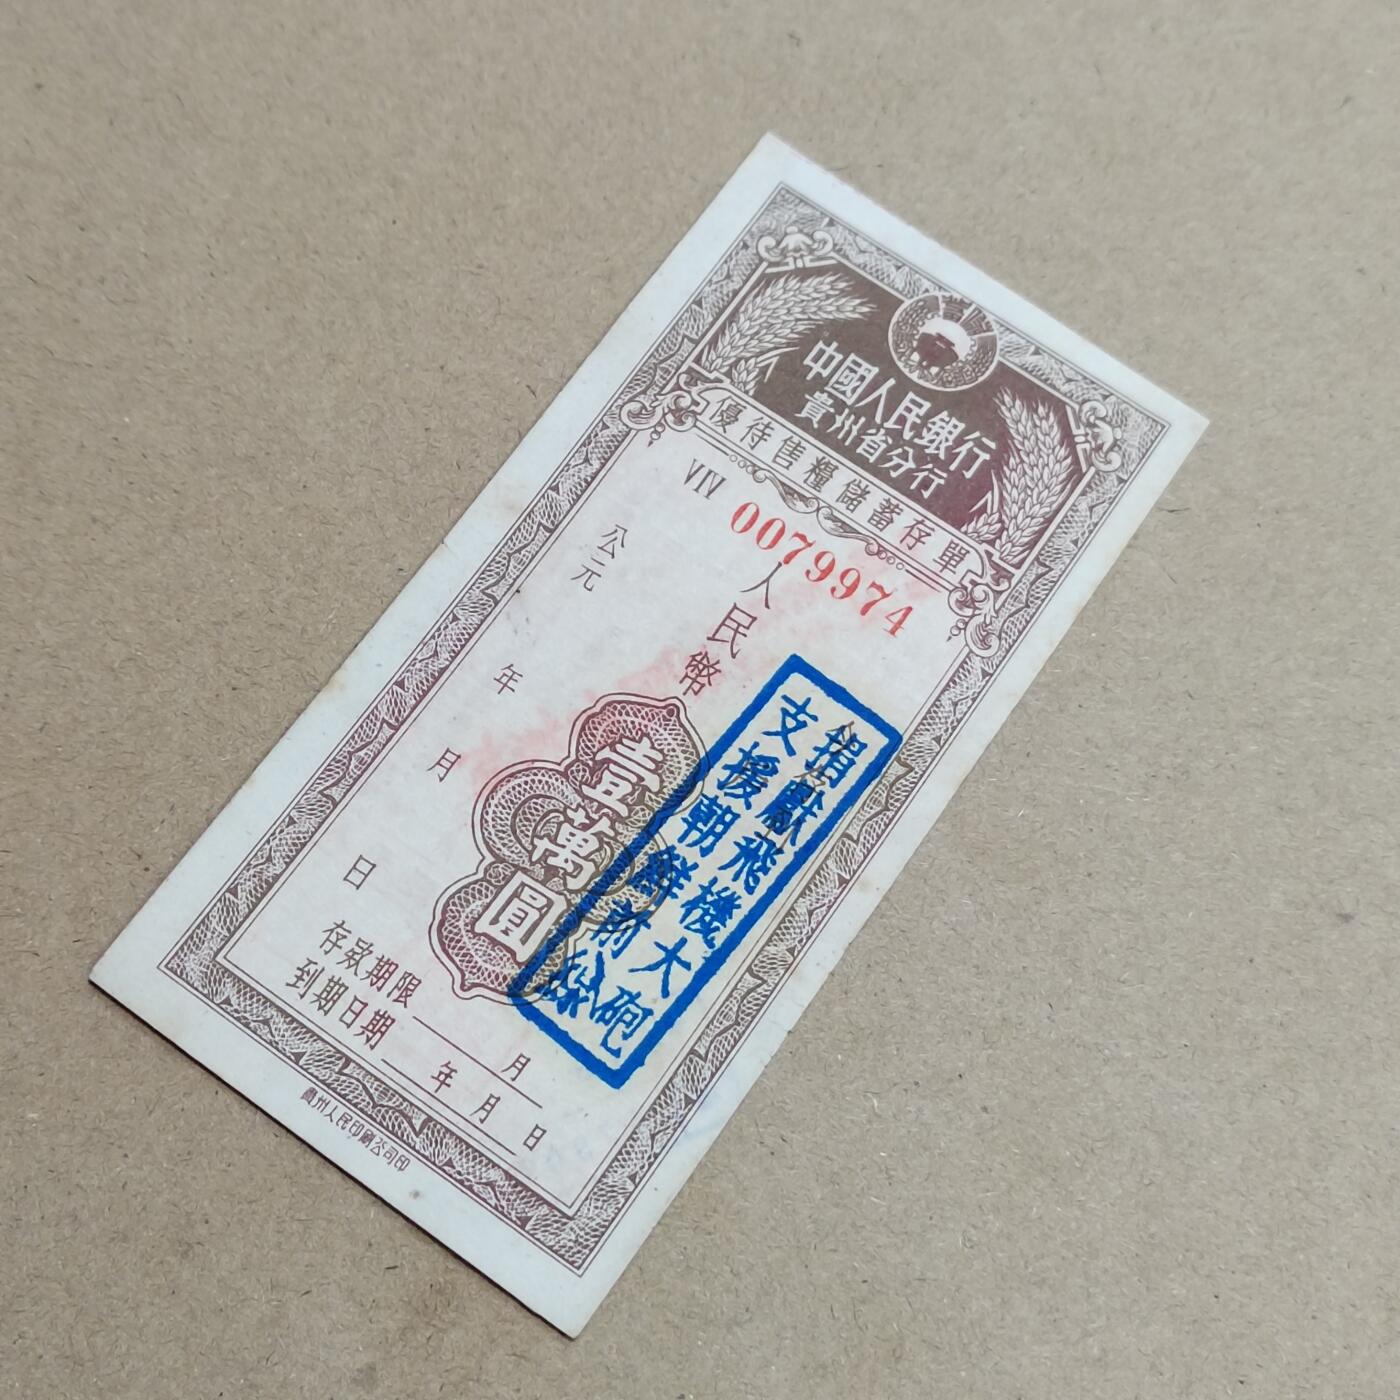 中國人民銀行
貴州省分行
優待售糧儲蓄存單
VIV 0079974
人民幣
壹萬圓
捐獻飛機大砲
支援朝鮮前線
公元 年 月 日
存款期限 月
到期日期 年 月 日
貴州人民印刷公司印